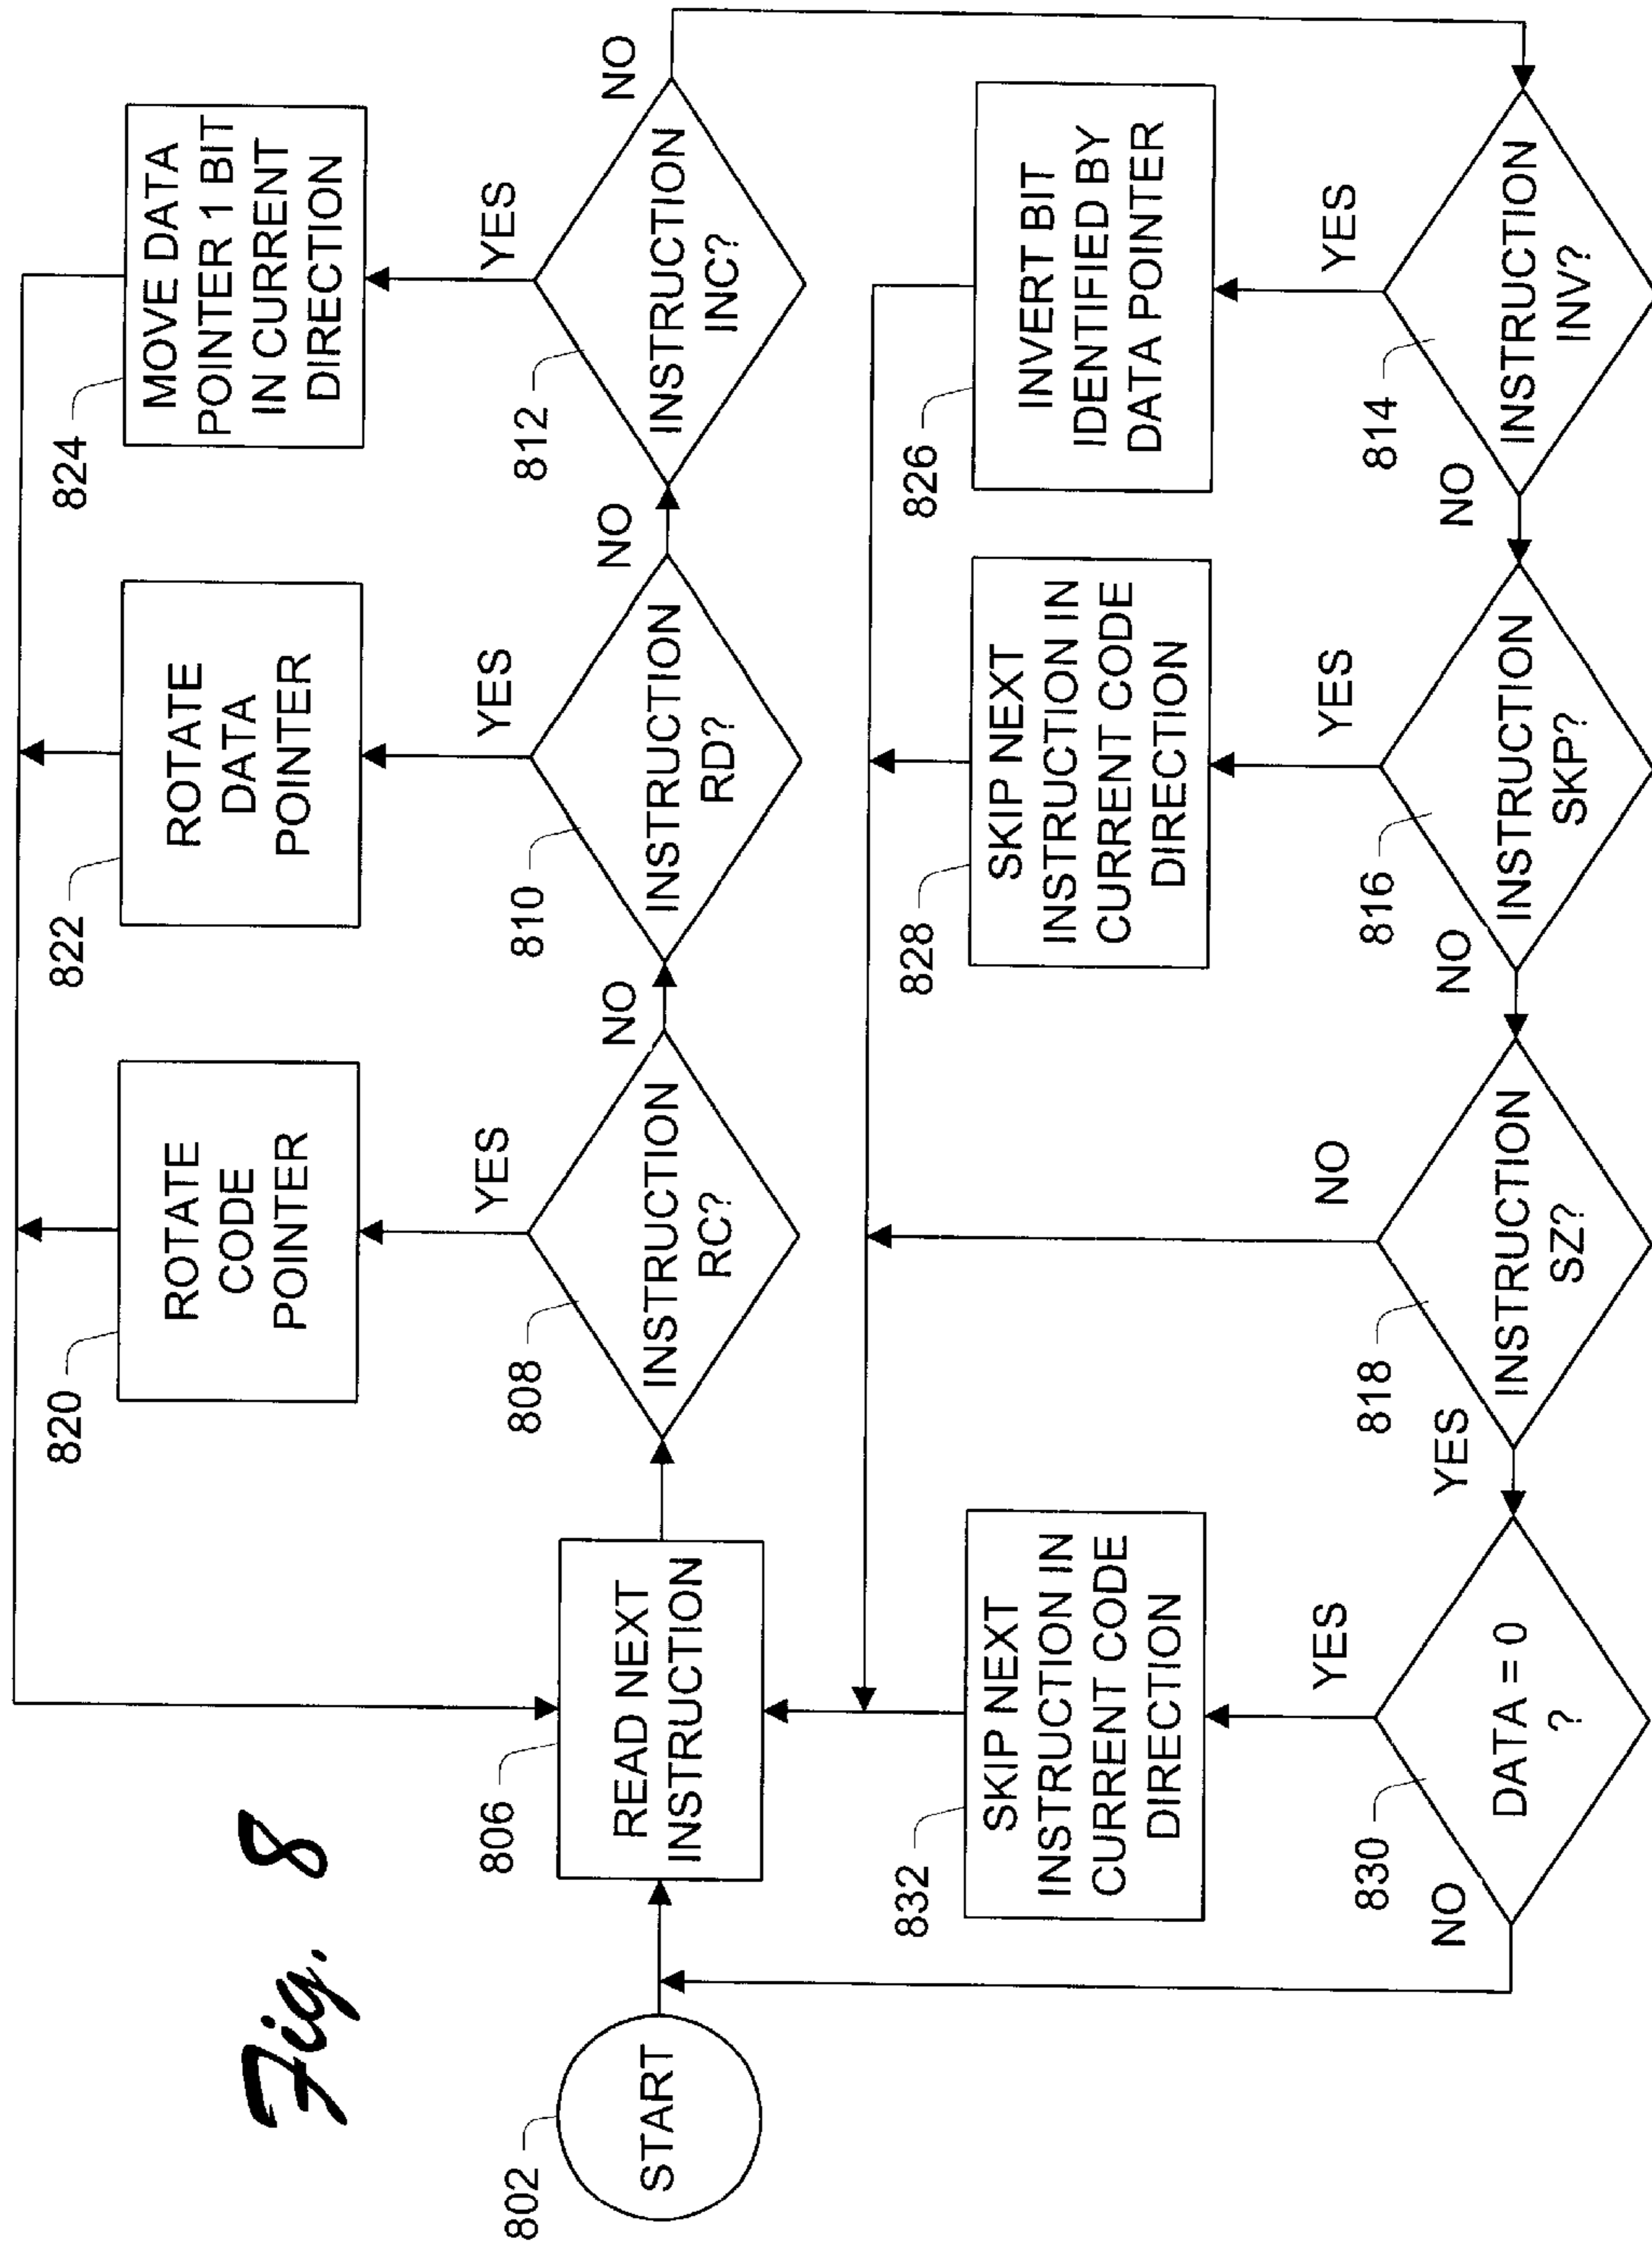 824
MOVE DATA
POINTER 1 BIT
IN CURRENT
DIRECTION
822
ROTATE
DATA
POINTER
820
ROTATE
CODE
POINTER
YES
YES
YES
Fig. 8
802
START
806
READ NEXT
INSTRUCTION
808
INSTRUCTION
RC?
NO
810
INSTRUCTION
RD?
NO
812
INSTRUCTION
INC?
NO
832
SKIP NEXT
INSTRUCTION IN
CURRENT CODE
DIRECTION
828
SKIP NEXT
INSTRUCTION IN
CURRENT CODE
DIRECTION
826
INVERT BIT
IDENTIFIED BY
DATA POINTER
YES
NO
YES
YES
NO
830
DATA = 0
?
YES
818
INSTRUCTION
SZ?
NO
816
INSTRUCTION
SKP?
NO
814
INSTRUCTION
INV?